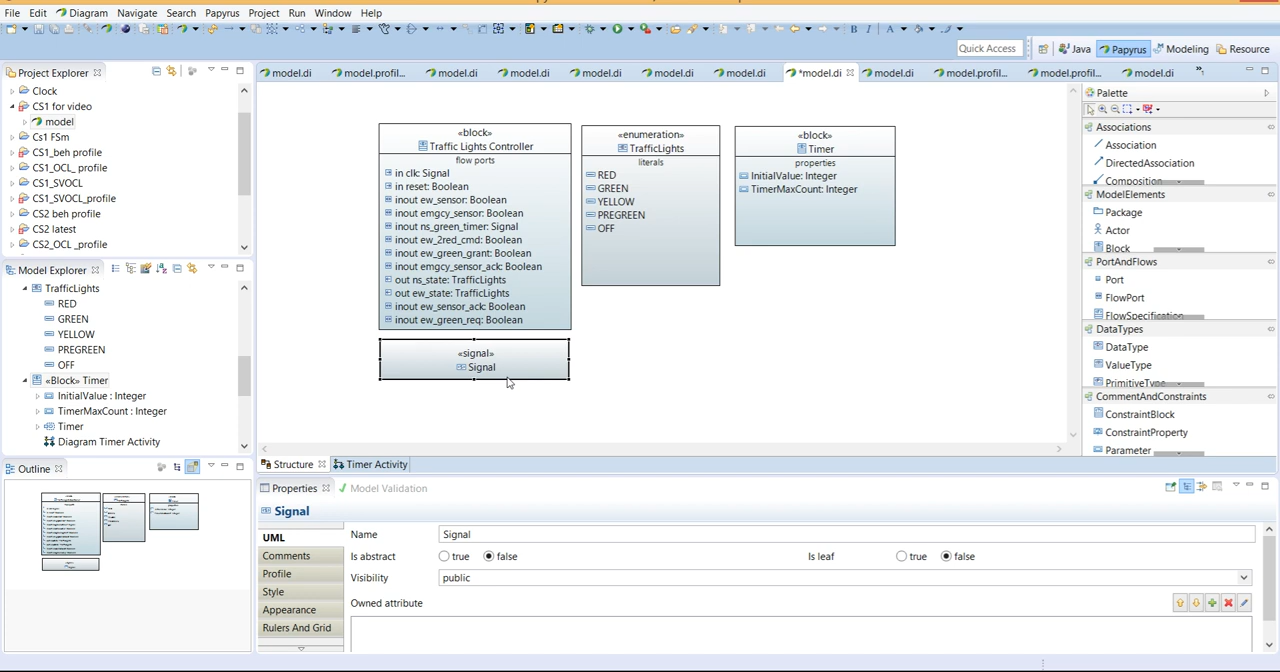 File Edit Diagram Navigate Search Papyrus Project Run Window Help
Quick Access
Java Papyrus Modeling Resource
Project Explorer
Clock
CS1 for video
model
Cs1 FSm
CS1_beh profile
CS1_OCL_ profile
CS1_SVOCL
CS1_SVOCL_profile
CS2 beh profile
CS2 latest
CS2_OCL _profile
Model Explorer
TrafficLights
RED
GREEN
YELLOW
PREGREEN
OFF
«Block» Timer
InitialValue : Integer
TimerMaxCount : Integer
Timer
Diagram Timer Activity
Outline
model.di model.profil... model.di model.di model.di model.di model.di *model.di model.di model.profil... model.profil... model.di
«block»
Traffic Lights Controller
flow ports
in clk: Signal
in reset: Boolean
inout ew_sensor: Boolean
inout emgcy_sensor: Boolean
inout ns_green_timer: Signal
inout ew_2red_cmd: Boolean
inout ew_green_grant: Boolean
inout emgcy_sensor_ack: Boolean
out ns_state: TrafficLights
out ew_state: TrafficLights
inout ew_sensor_ack: Boolean
inout ew_green_req: Boolean
«signal»
Signal
«enumeration»
TrafficLights
literals
RED
GREEN
YELLOW
PREGREEN
OFF
«block»
Timer
properties
InitialValue: Integer
TimerMaxCount: Integer
Palette
Associations
Association
DirectedAssociation
Composition
ModelElements
Package
Actor
Block
PortAndFlows
Port
FlowPort
FlowSpecification
DataTypes
DataType
ValueType
PrimitiveType
CommentAndConstraints
ConstraintBlock
ConstraintProperty
Parameter
Structure Timer Activity
Properties Model Validation
Signal
UML
Comments
Profile
Style
Appearance
Rulers And Grid
Name Signal
Is abstract true false Is leaf true false
Visibility public
Owned attribute